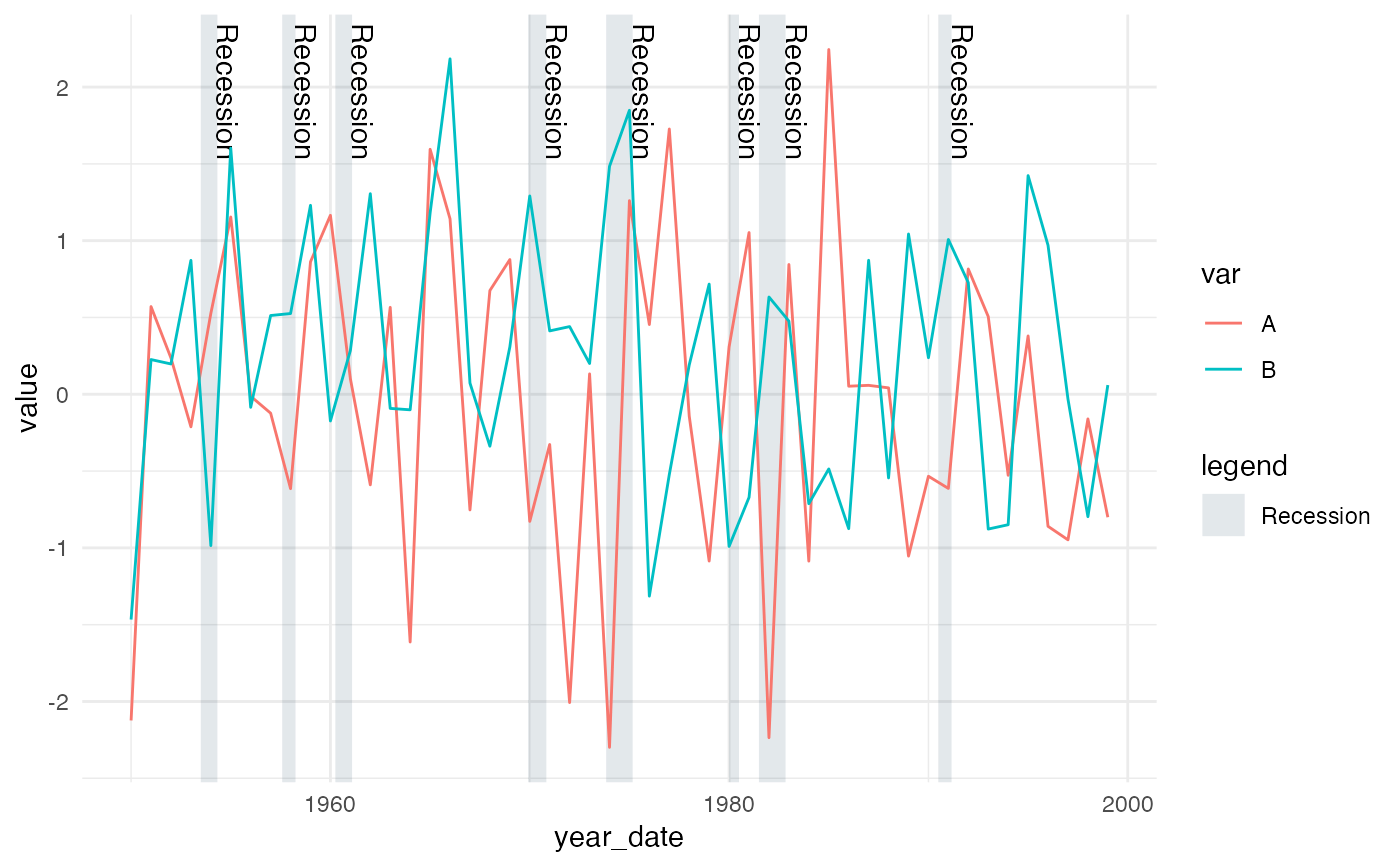 Recession
Recession
Recession
Recession
Recession
Recession
Recession
Recession
2
1
0
-1
-2
value
1960
1980
2000
year_date
var
A
B
legend
Recession